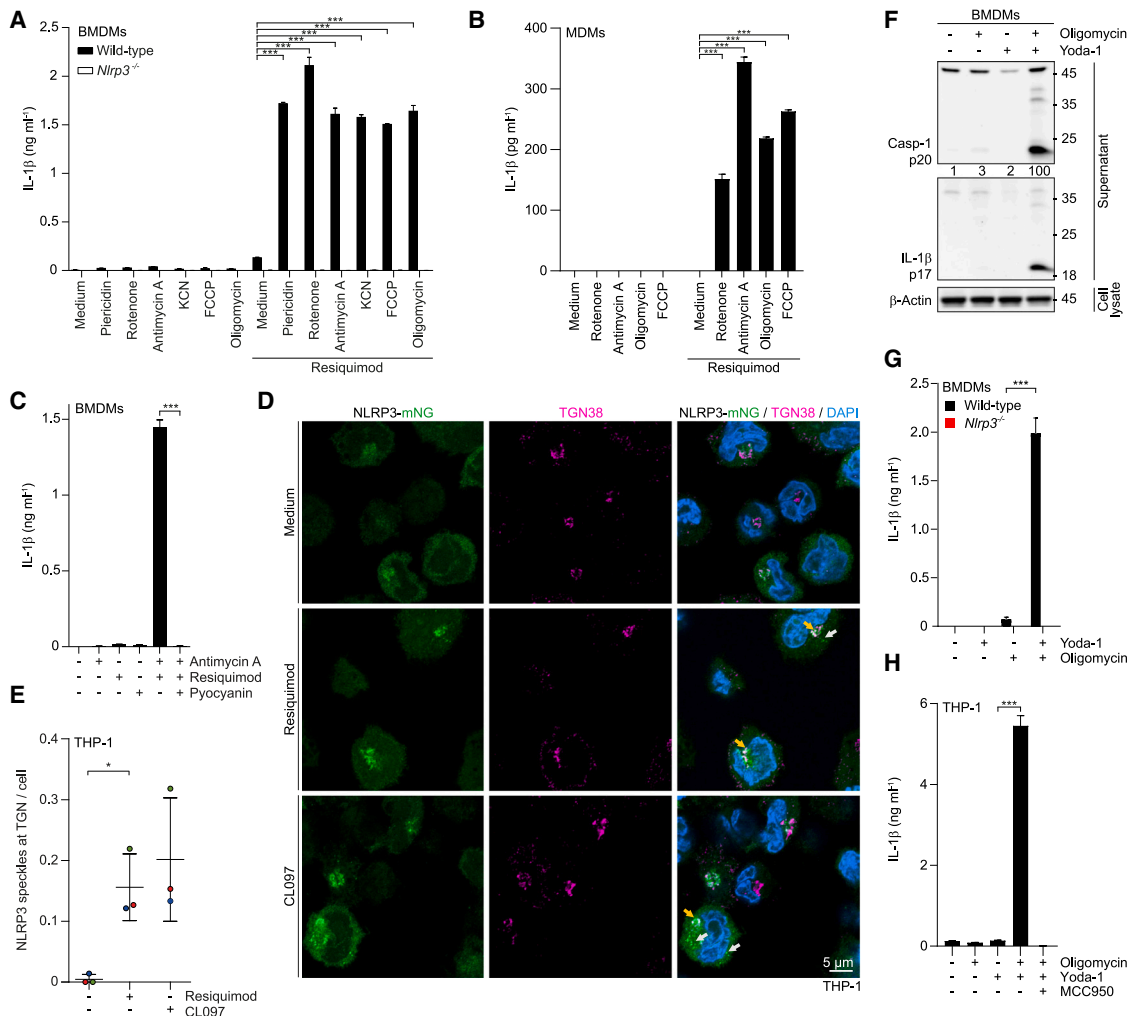 A
BMDMs
Wild-type
Nlrp3 -/-
IL-1β (ng ml-1)
2.5
2
1.5
1
0.5
0
***
***
***
***
***
***
Medium
Piericidin
Rotenone
Antimycin A
KCN
FCCP
Oligomycin
Medium
Piericidin
Rotenone
Antimycin A
KCN
FCCP
Oligomycin
Resiquimod
B
MDMs
IL-1β (pg ml-1)
400
300
200
100
0
***
***
***
***
Medium
Rotenone
Antimycin A
Oligomycin
FCCP
Medium
Rotenone
Antimycin A
Oligomycin
FCCP
Resiquimod
C
BMDMs
IL-1β (ng ml-1)
1.5
1
0.5
0
***
- + - - + + Antimycin A
- - + - + + Resiquimod
- - - + - + Pyocyanin
D
NLRP3-mNG
TGN38
NLRP3-mNG / TGN38 / DAPI
Medium
Resiquimod
CL097
5 µm
THP-1
E
THP-1
NLRP3 speckles at TGN / cell
0.4
0.3
0.2
0.1
0
*
- + - Resiquimod
- - + CL097
F
BMDMs
- + - + Oligomycin
- - + + Yoda-1
Casp-1
p20
45
35
25
1 3 2 100
IL-1β
p17
35
25
18
Supernatant
β-Actin
45
Cell
lysate
G
BMDMs
Wild-type
Nlrp3-/-
IL-1β (ng ml-1)
2.5
2.0
1.5
1.0
0.5
0
***
- + - + Yoda-1
- - + + Oligomycin
H
THP-1
IL-1β (ng ml-1)
6
4
2
0
***
- + - + + Oligomycin
- - + + + Yoda-1
- - - - + MCC950